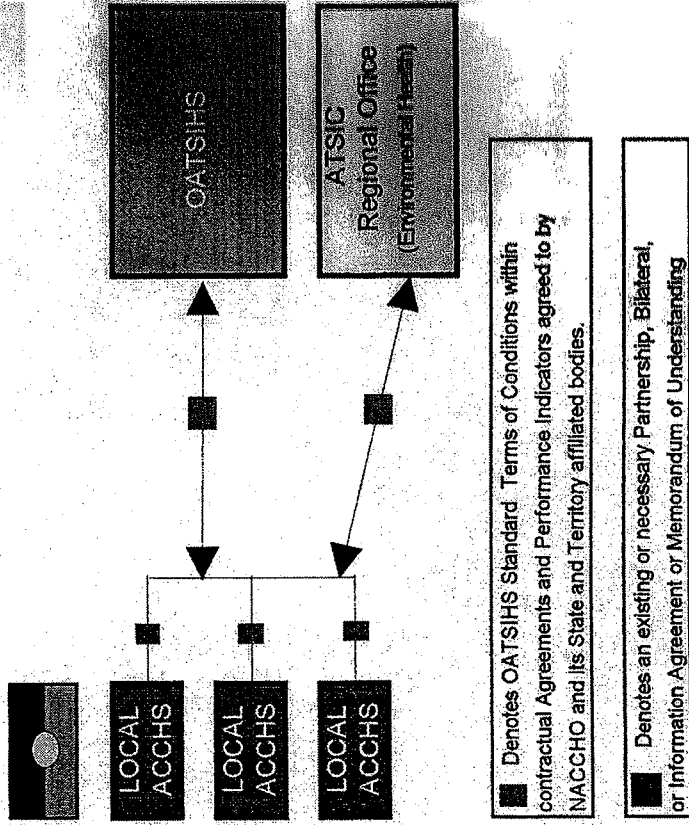 OATSIHS
ATSIC
Regional Office
(Environmental Health)
LOCAL
ACCHS
LOCAL
ACCHS
LOCAL
ACCHS
Denotes OATSIHS Standard Terms of Conditions within
contractual Agreements and Performance Indicators agreed to by
NACCHO and Its State and Territory affiliated bodies.
Denotes an existing or necessary Partnership, Bilateral,
or Information Agreement or Memorandum of Understanding